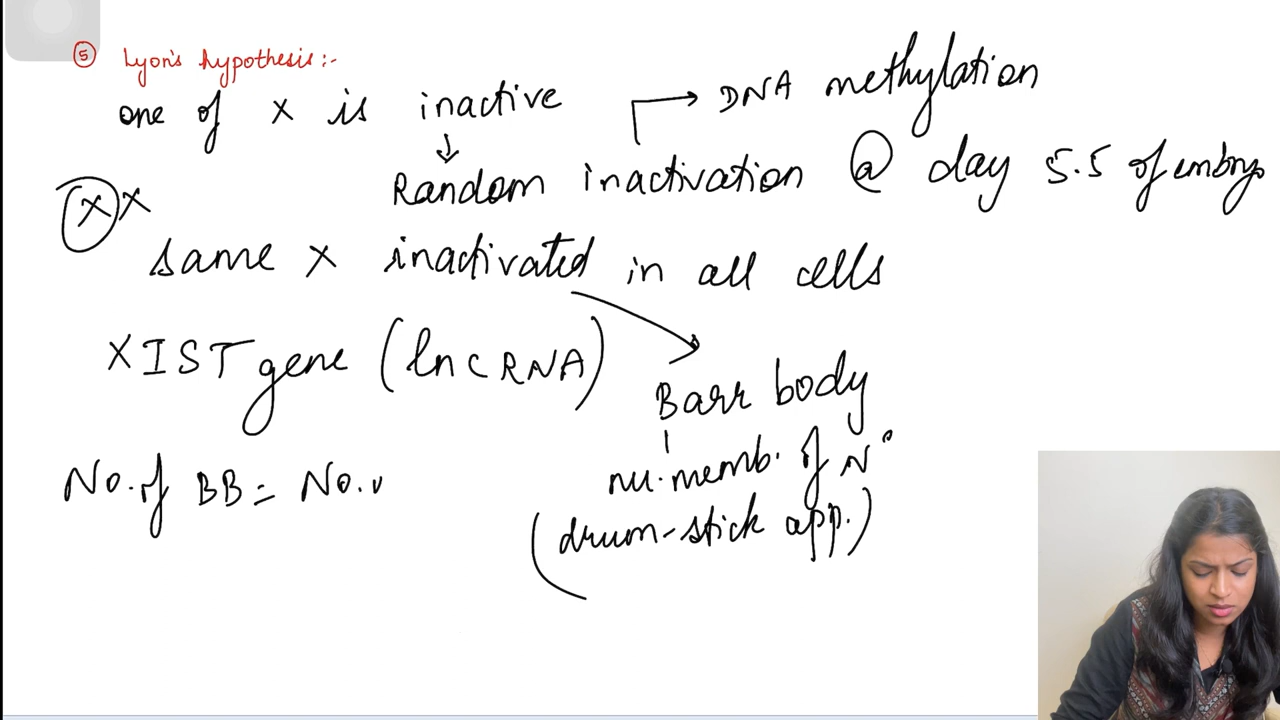 ⑤ Lyon's hypothesis:-
one of X is inactive
→ DNA methylation
↓
Random inactivation @ day 5.5 of embryo
XX
same X inactivated in all cells
XIST gene (lncRNA)
Barr body
nu. memb. of N°
(drum-stick app.)
No. of BB = No.